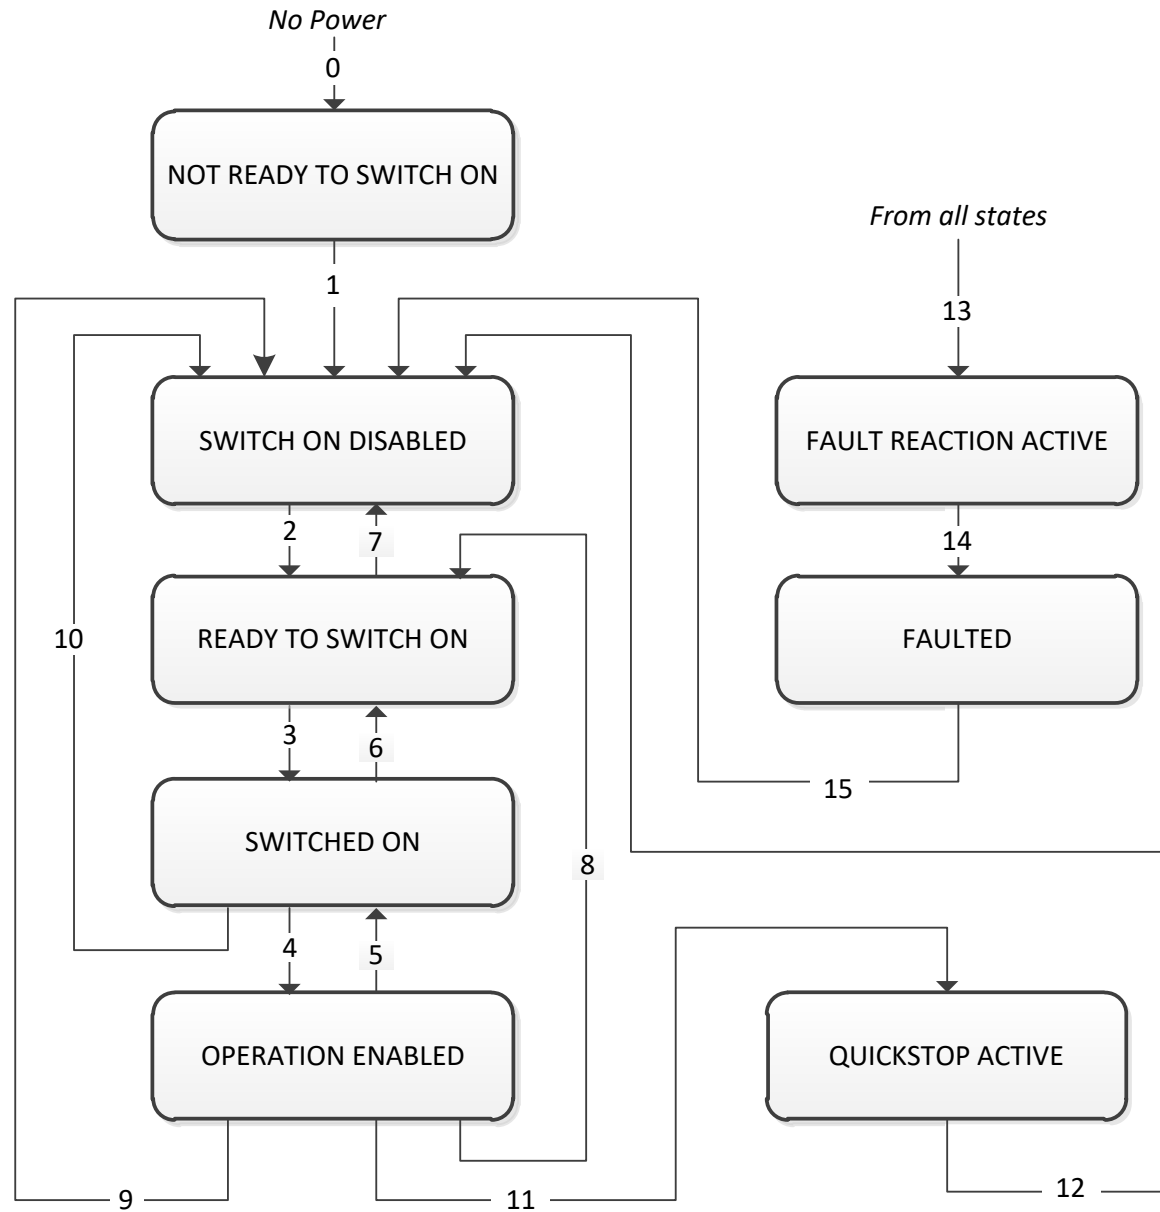 No Power
0
NOT READY TO SWITCH ON
From all states
1
13
SWITCH ON DISABLED
FAULT REACTION ACTIVE
2
7
14
10
READY TO SWITCH ON
FAULTED
3
6
15
SWITCHED ON
8
4
5
OPERATION ENABLED
QUICKSTOP ACTIVE
9
11
12